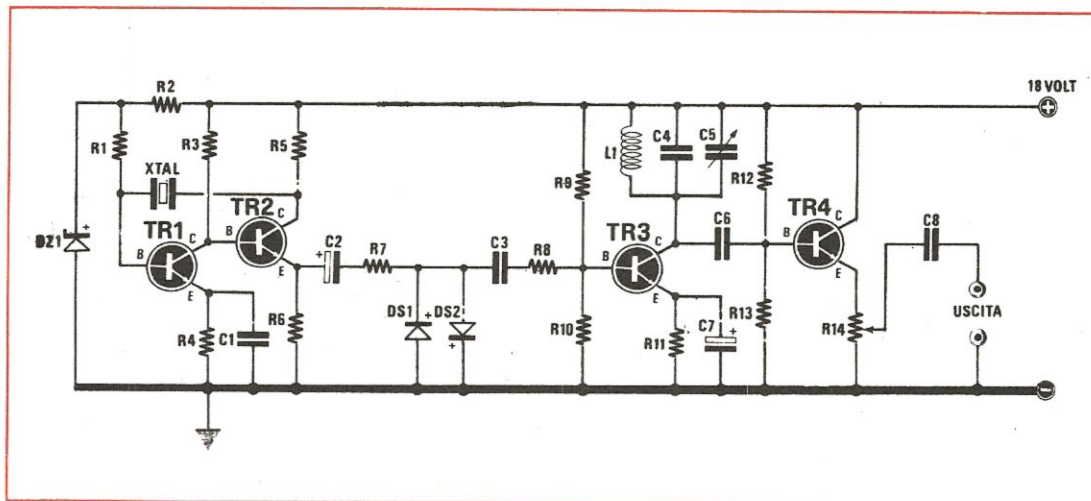 R2
18 VOLT
+
R1
R3
R5
XTAL
TR1
TR2
B
C
E
B
C
E
DZ1
+
R4
C1
R6
+
C2
R7
DS1
+
DS2
+
C3
R8
R9
R10
L1
C4
C5
TR3
B
C
E
R11
C7
+
C6
R12
R13
TR4
B
C
E
R14
C8
USCITA